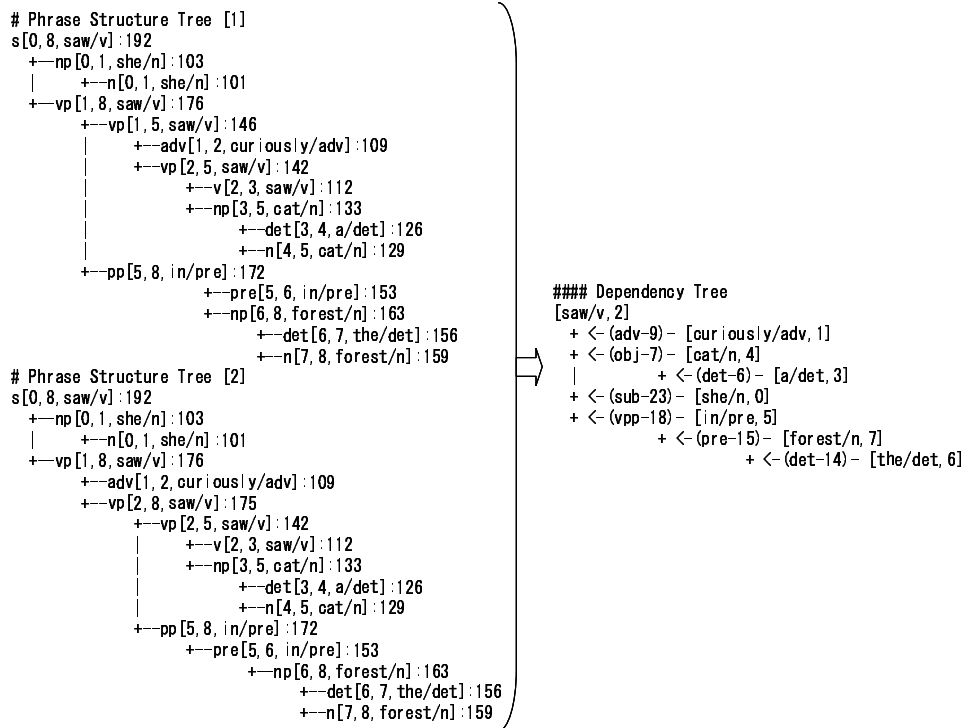 # Phrase Structure Tree [1]
s[0,8,saw/v]:192
+--np[0,1,she/n]:103
| +--n[0,1,she/n]:101
+--vp[1,8,saw/v]:176
+--vp[1,5,saw/v]:146
| +--adv[1,2,curiously/adv]:109
| +--vp[2,5,saw/v]:142
| +--v[2,3,saw/v]:112
| +--np[3,5,cat/n]:133
| +--det[3,4,a/det]:126
| +--n[4,5,cat/n]:129
+--pp[5,8,in/pre]:172
+--pre[5,6,in/pre]:153
+--np[6,8,forest/n]:163
+--det[6,7,the/det]:156
+--n[7,8,forest/n]:159
# Phrase Structure Tree [2]
s[0,8,saw/v]:192
+--np[0,1,she/n]:103
| +--n[0,1,she/n]:101
+--vp[1,8,saw/v]:176
+--adv[1,2,curiously/adv]:109
+--vp[2,8,saw/v]:175
+--vp[2,5,saw/v]:142
| +--v[2,3,saw/v]:112
| +--np[3,5,cat/n]:133
| +--det[3,4,a/det]:126
| +--n[4,5,cat/n]:129
+--pp[5,8,in/pre]:172
+--pre[5,6,in/pre]:153
+--np[6,8,forest/n]:163
+--det[6,7,the/det]:156
+--n[7,8,forest/n]:159
#### Dependency Tree
[saw/v,2]
+ <-(adv-9)- [curiously/adv,1]
+ <-(obj-7)- [cat/n,4]
| + <-(det-6)- [a/det,3]
+ <-(sub-23)- [she/n,0]
+ <-(vpp-18)- [in/pre,5]
+ <-(pre-15)- [forest/n,7]
+ <-(det-14)- [the/det,6]